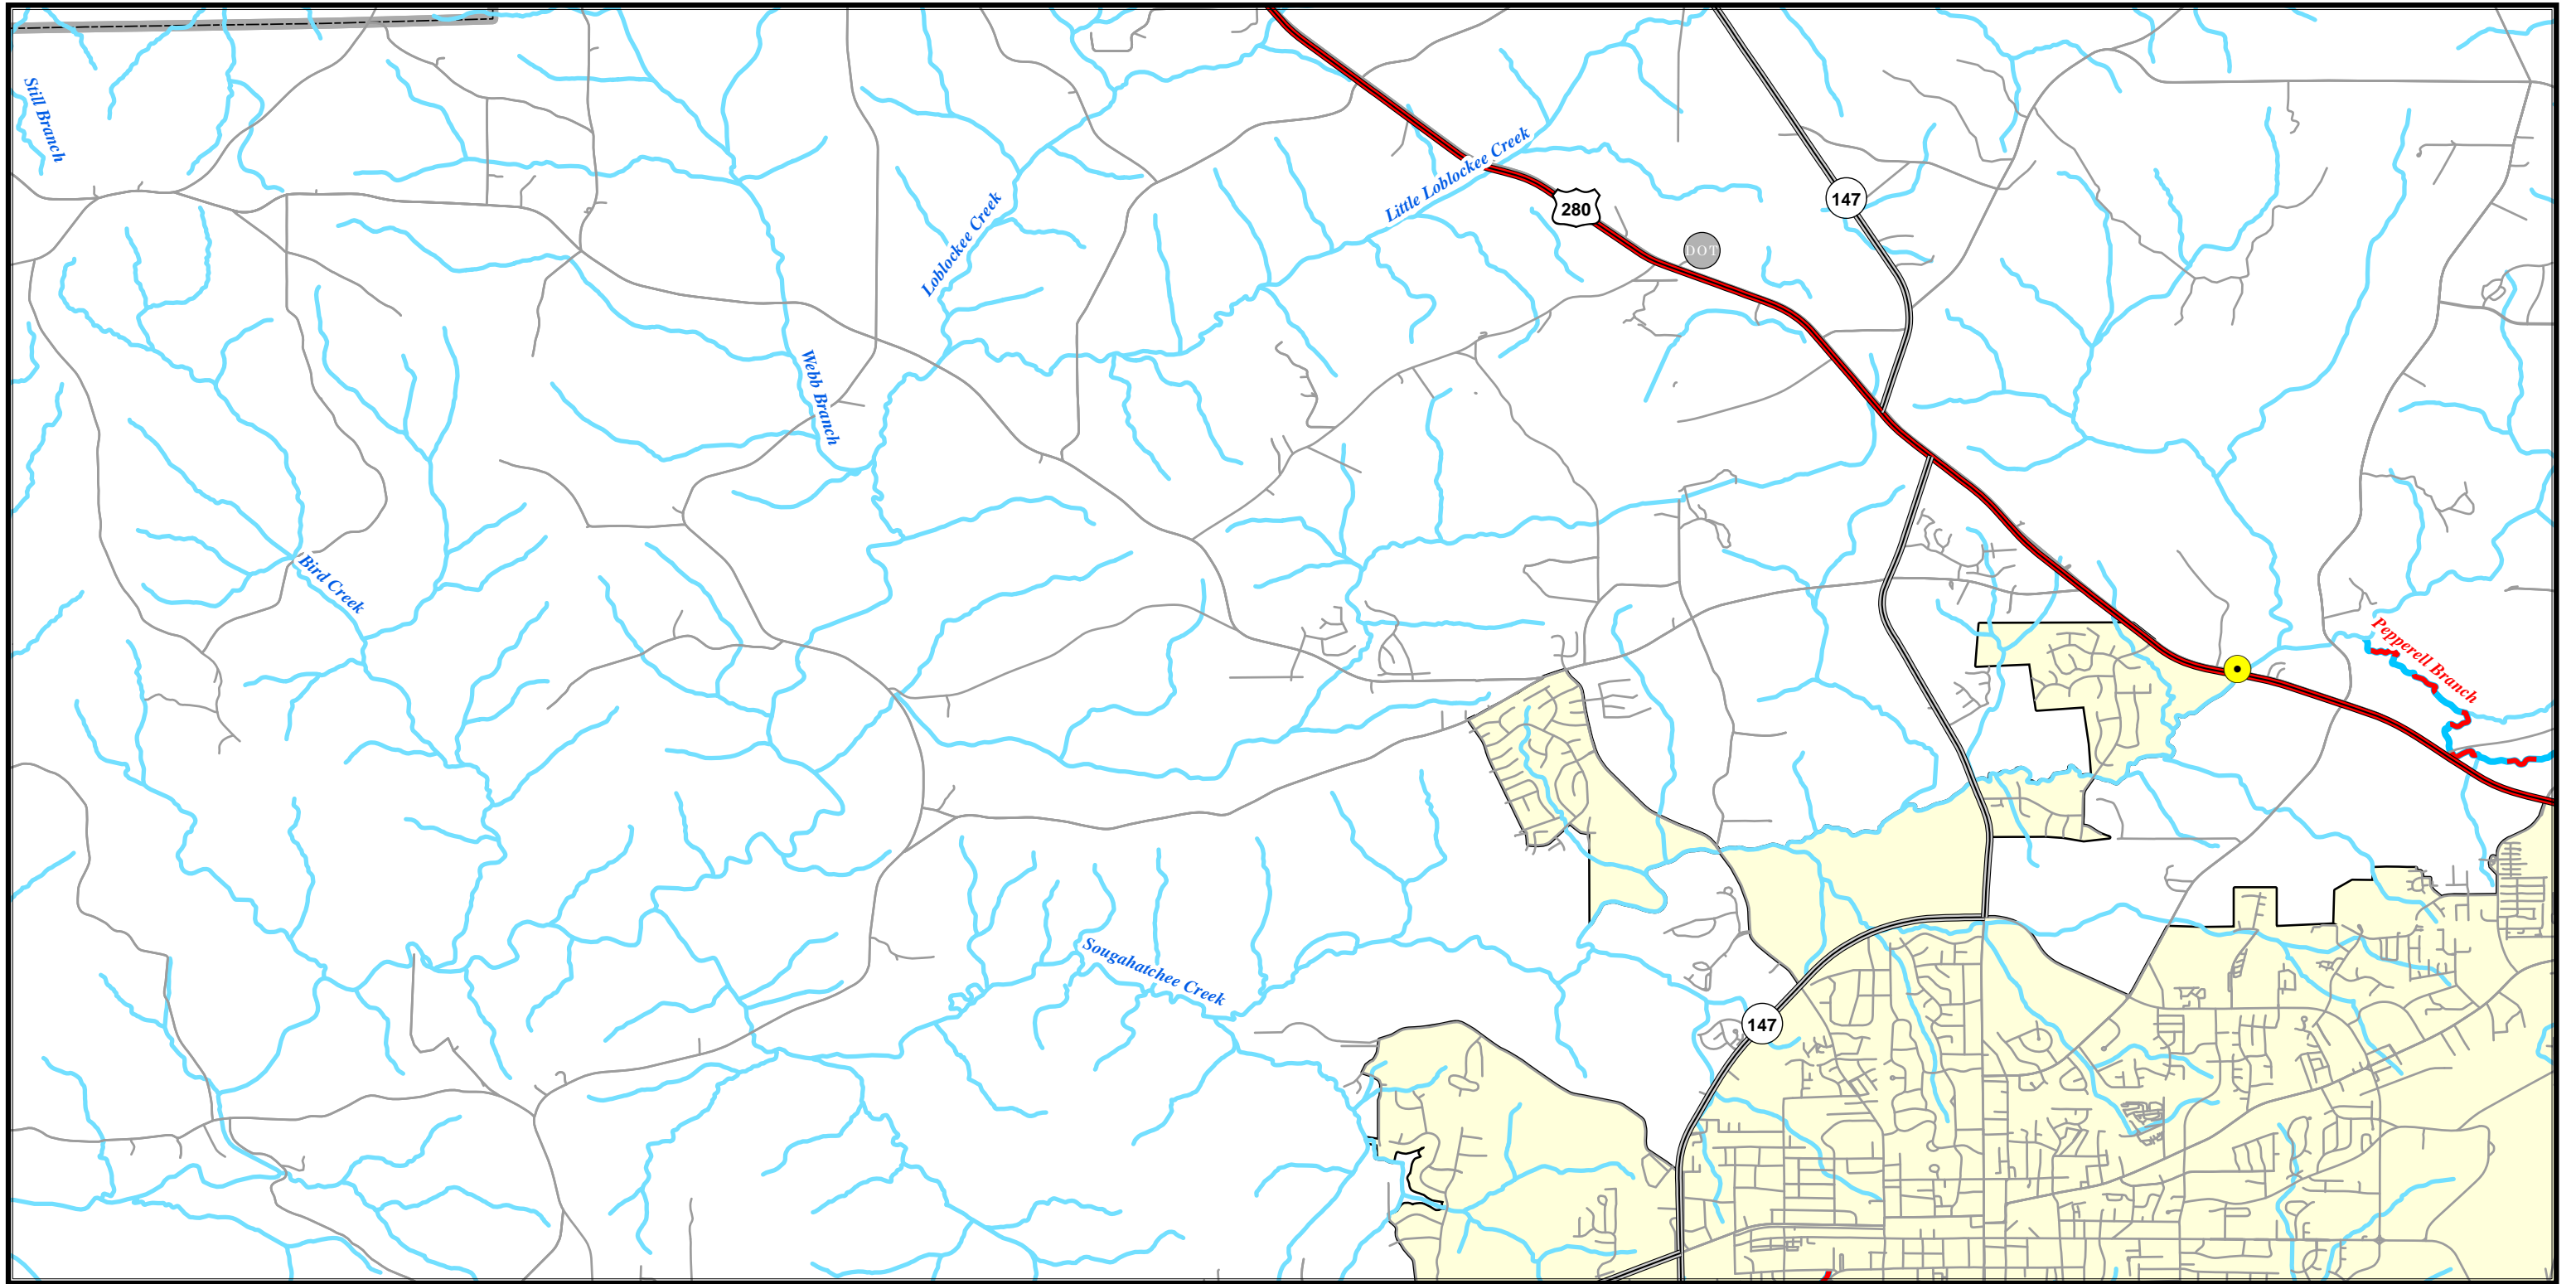 Still Branch
Little Loblockee Creek
147
280
Loblockee Creek
DOT
Webb Branch
Bird Creek
Pepperell Branch
Sougahatchee Creek
147